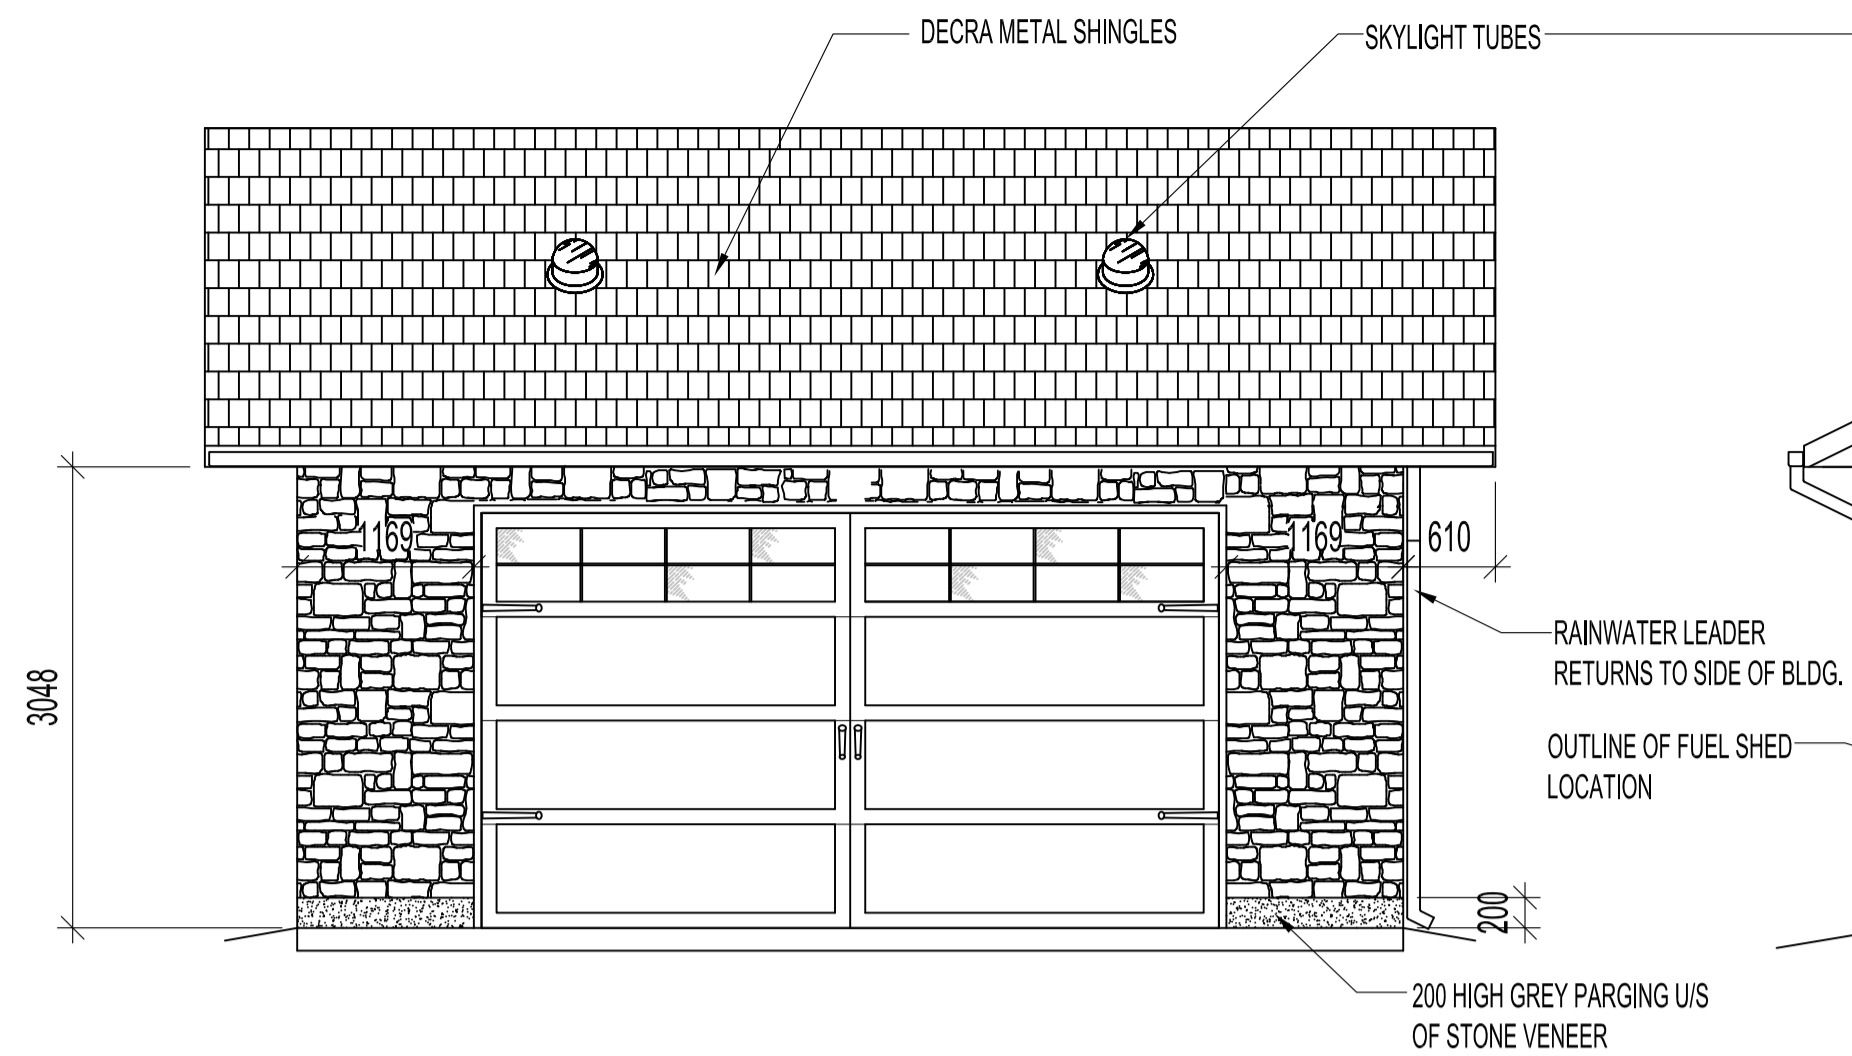 DECRA METAL SHINGLES
SKYLIGHT TUBES
1169
1169
610
RAINWATER LEADER
RETURNS TO SIDE OF BLDG.
3048
OUTLINE OF FUEL SHED
LOCATION
200
200 HIGH GREY PARGING U/S
OF STONE VENEER